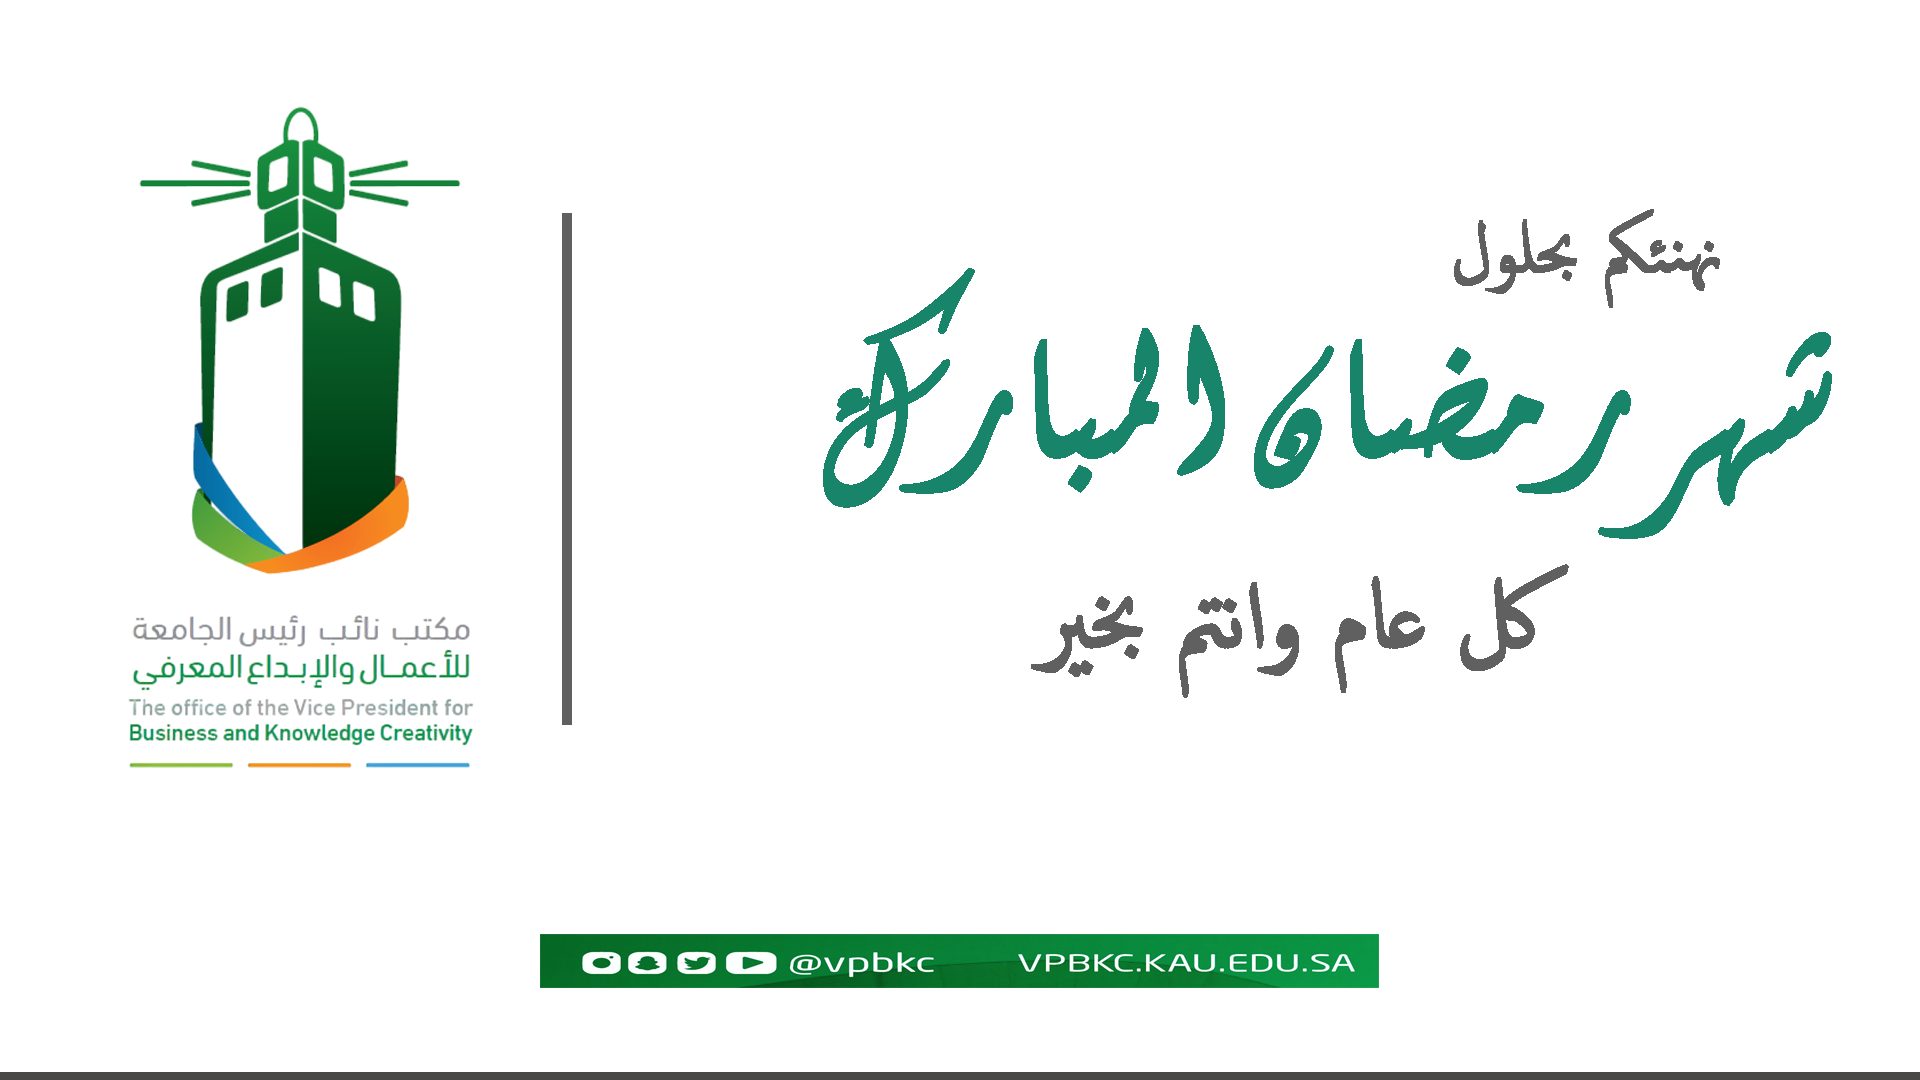 نهنئكم بحلول
شهر رمضان المبارك
كل عام وانتم بخير
مكتب نائب رئيس الجامعة
للأعمال والإبداع المعرفي
The office of the Vice President for
Business and Knowledge Creativity
@vpbkc VPBKC.KAU.EDU.SA